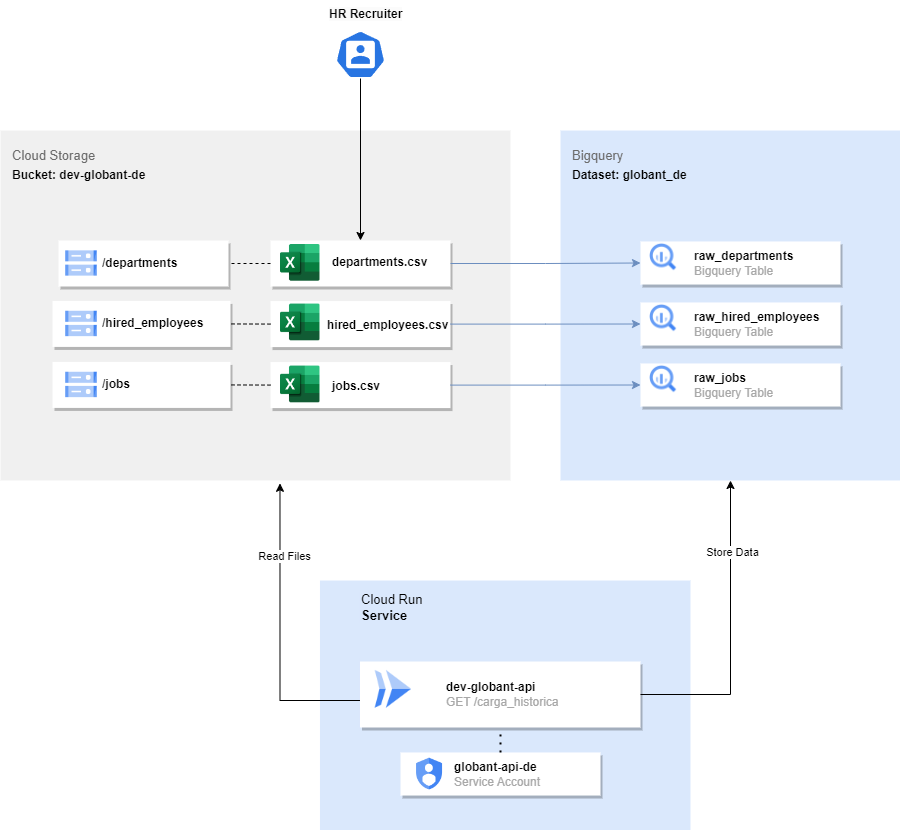 HR Recruiter
Cloud Storage
Bucket: dev-globant-de
Bigquery
Dataset: globant_de
/departments
X
departments.csv
raw_departments
Bigquery Table
/hired_employees
X
hired_employees.csv
raw_hired_employees
Bigquery Table
/jobs
X
jobs.csv
raw_jobs
Bigquery Table
Read Files
Store Data
Cloud Run
Service
dev-globant-api
GET /carga_historica
globant-api-de
Service Account